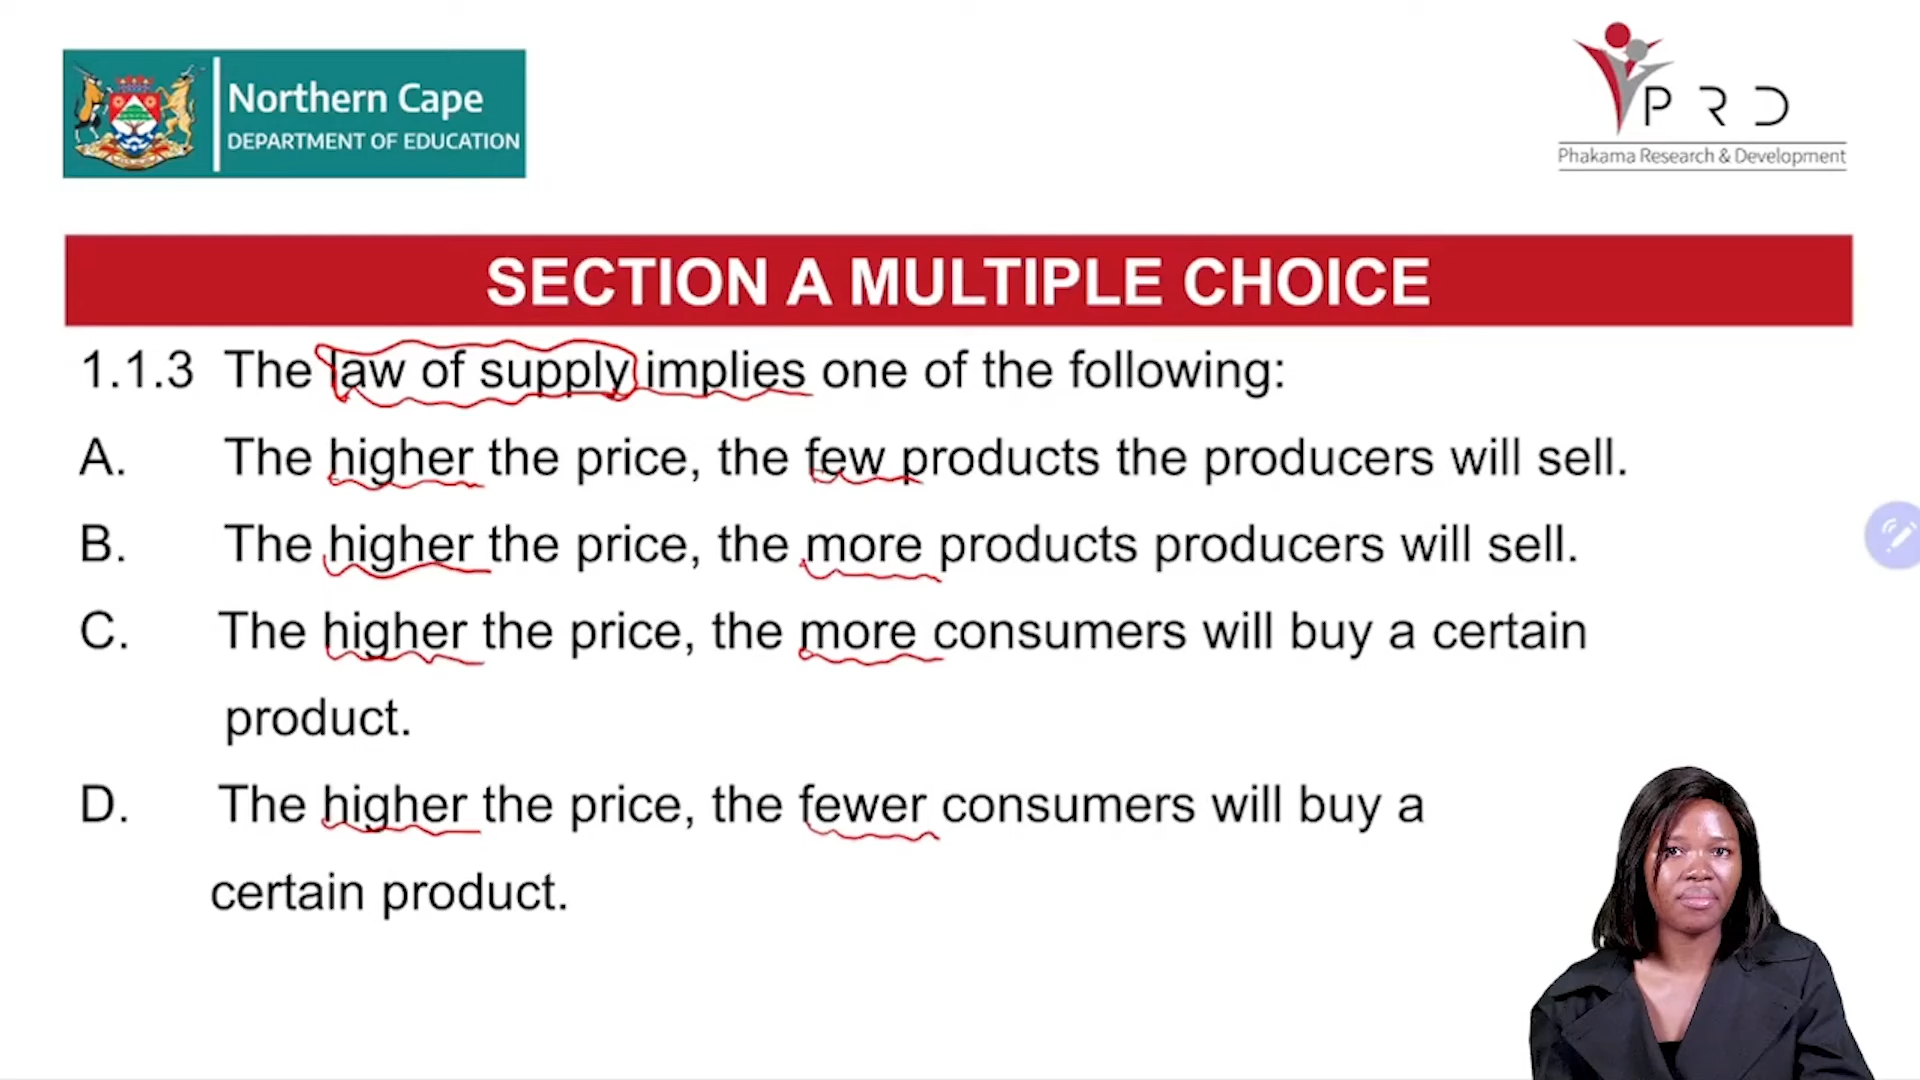 Northern Cape
DEPARTMENT OF EDUCATION
PRD
Phakama Research & Development
SECTION A MULTIPLE CHOICE
1.1.3 The law of supply implies one of the following:
A. The higher the price, the few products the producers will sell.
B. The higher the price, the more products producers will sell.
C. The higher the price, the more consumers will buy a certain
product.
D. The higher the price, the fewer consumers will buy a
certain product.